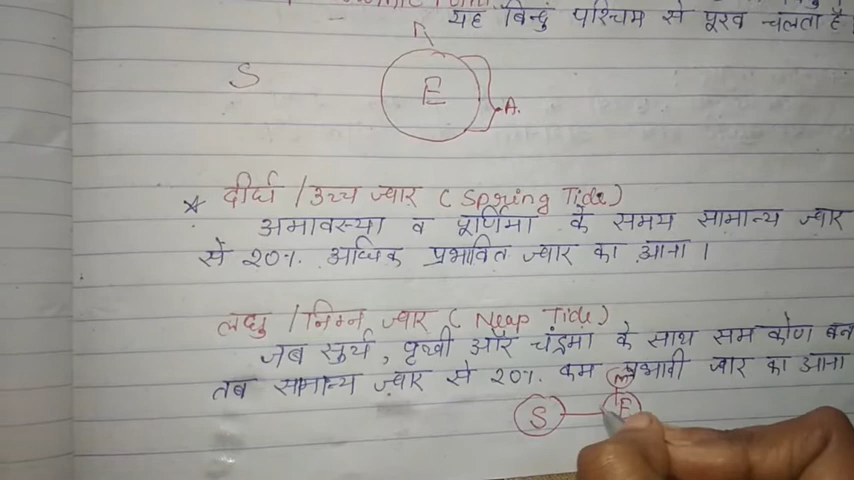 यह बिन्दु पश्चिम से पूरब चलता है
S
E
A.
* दीर्घ / उच्च ज्वार ( Spring Tide )
अमावस्या व पूर्णिमा के समय सामान्य ज्वार
से 20%. अधिक प्रभावित ज्वार का आना ।
लघु / निम्न ज्वार ( Neap Tide )
जब सूर्य , पृथ्वी और चंद्रमा के साथ सम कोण बन
तब सामान्य ज्वार से 20%. कम प्रभावी ज्वार का आना
M
S E